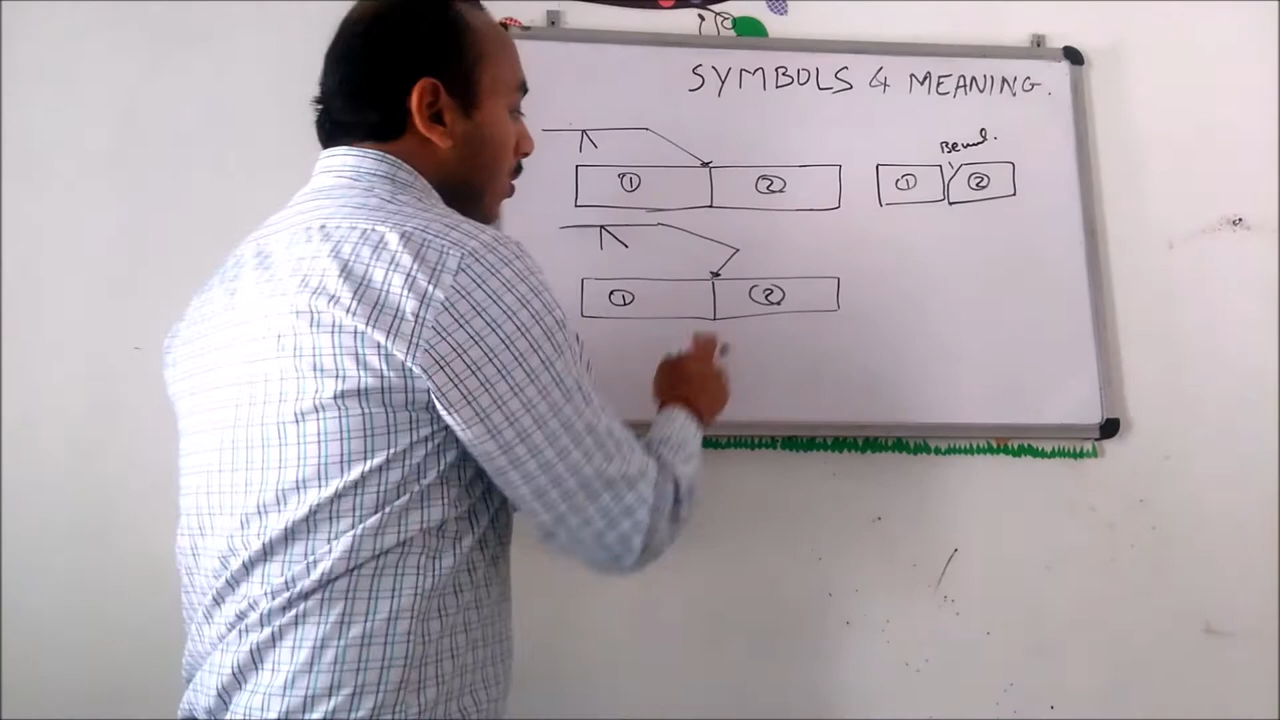 SYMBOLS & MEANING.
Bevel.
① ② ① ②
① ②